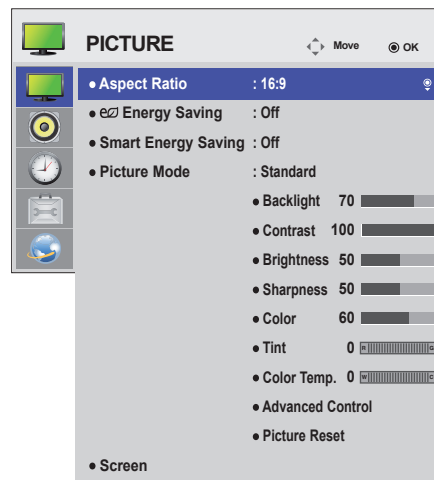 PICTURE Move OK
• Aspect Ratio : 16:9
• Energy Saving : Off
• Smart Energy Saving : Off
• Picture Mode : Standard
• Backlight 70
• Contrast 100
• Brightness 50
• Sharpness 50
• Color 60
• Tint 0 R G
• Color Temp. 0 W C
• Advanced Control
• Picture Reset
• Screen